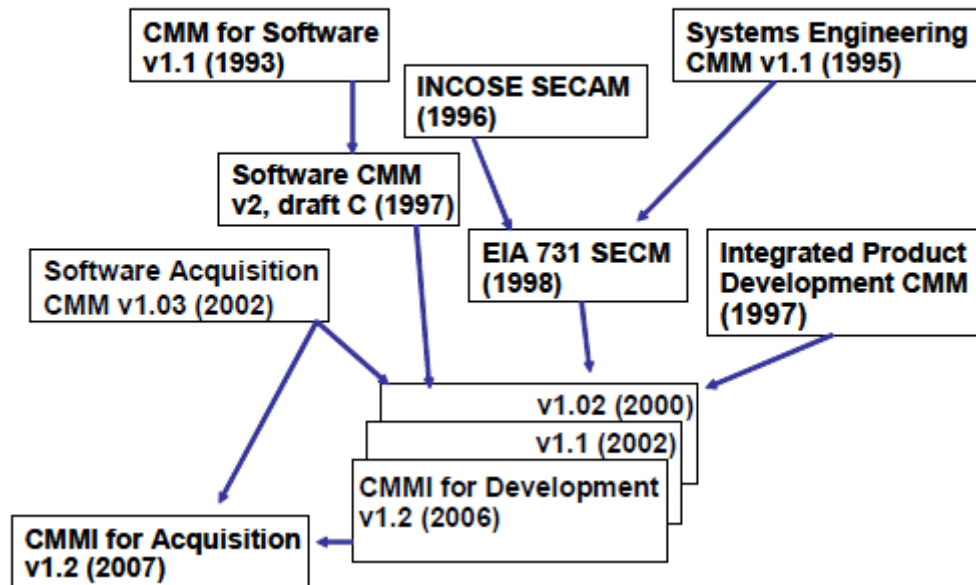 CMM for Software
v1.1 (1993)
Systems Engineering
CMM v1.1 (1995)
INCOSE SECAM
(1996)
Software CMM
v2, draft C (1997)
EIA 731 SECM
(1998)
Integrated Product
Development CMM
(1997)
Software Acquisition
CMM v1.03 (2002)
v1.02 (2000)
v1.1 (2002)
CMMI for Development
v1.2 (2006)
CMMI for Acquisition
v1.2 (2007)